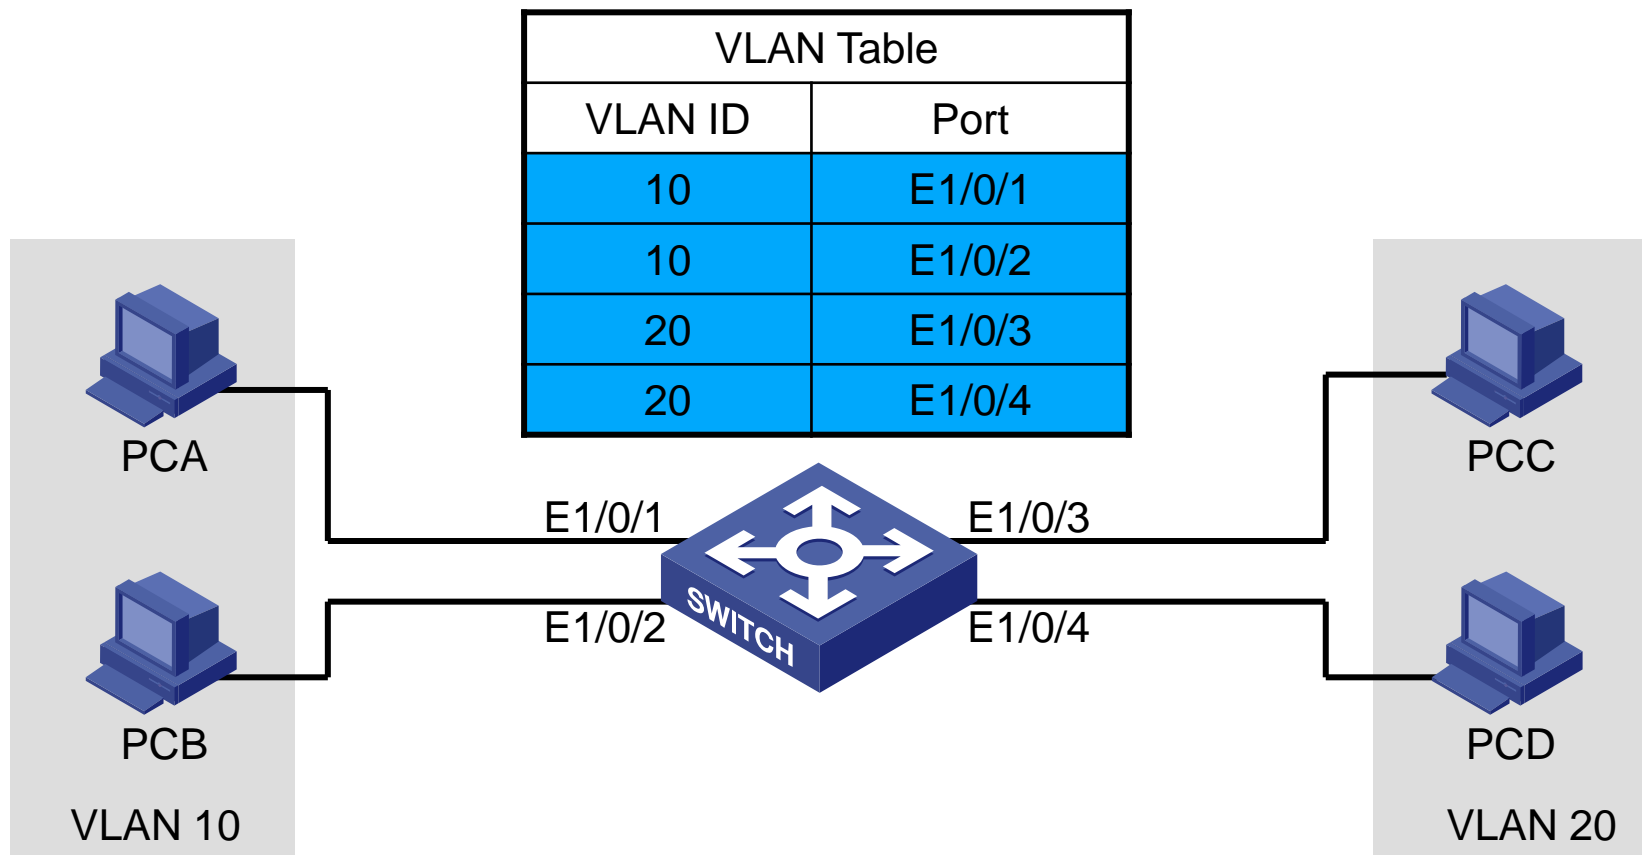 VLAN Table
VLAN ID Port
10 E1/0/1
10 E1/0/2
20 E1/0/3
20 E1/0/4
PCA
PCC
E1/0/1
E1/0/3
SWITCH
E1/0/2
E1/0/4
PCB
PCD
VLAN 10
VLAN 20